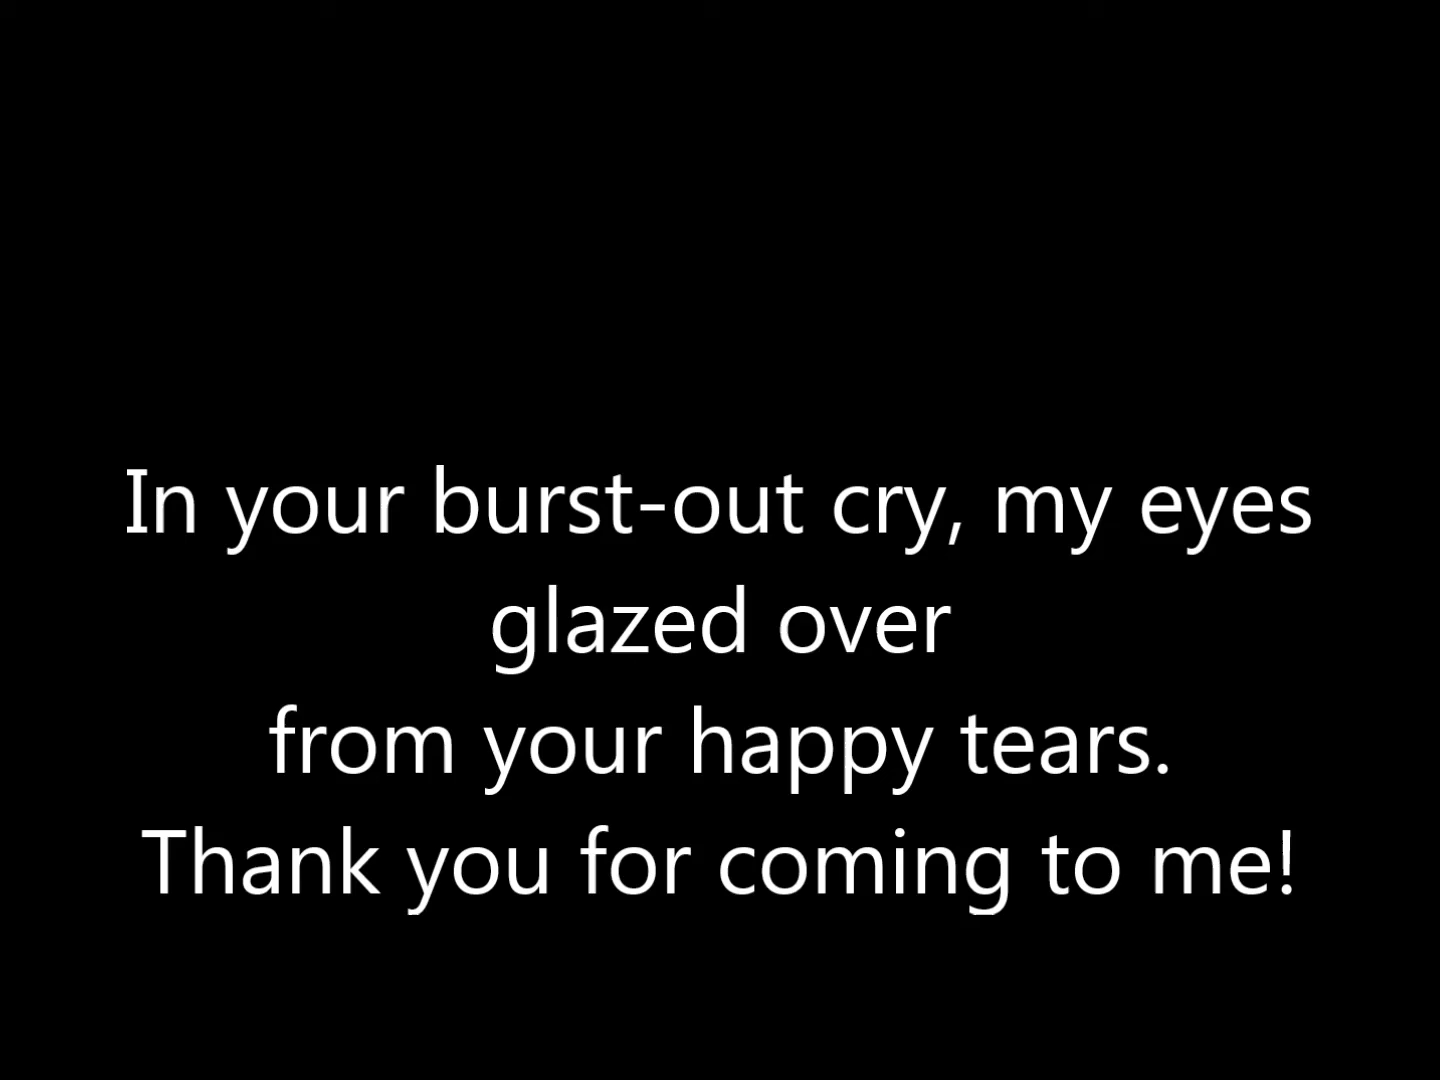 In your burst-out cry, my eyes
glazed over
from your happy tears.
Thank you for coming to me!